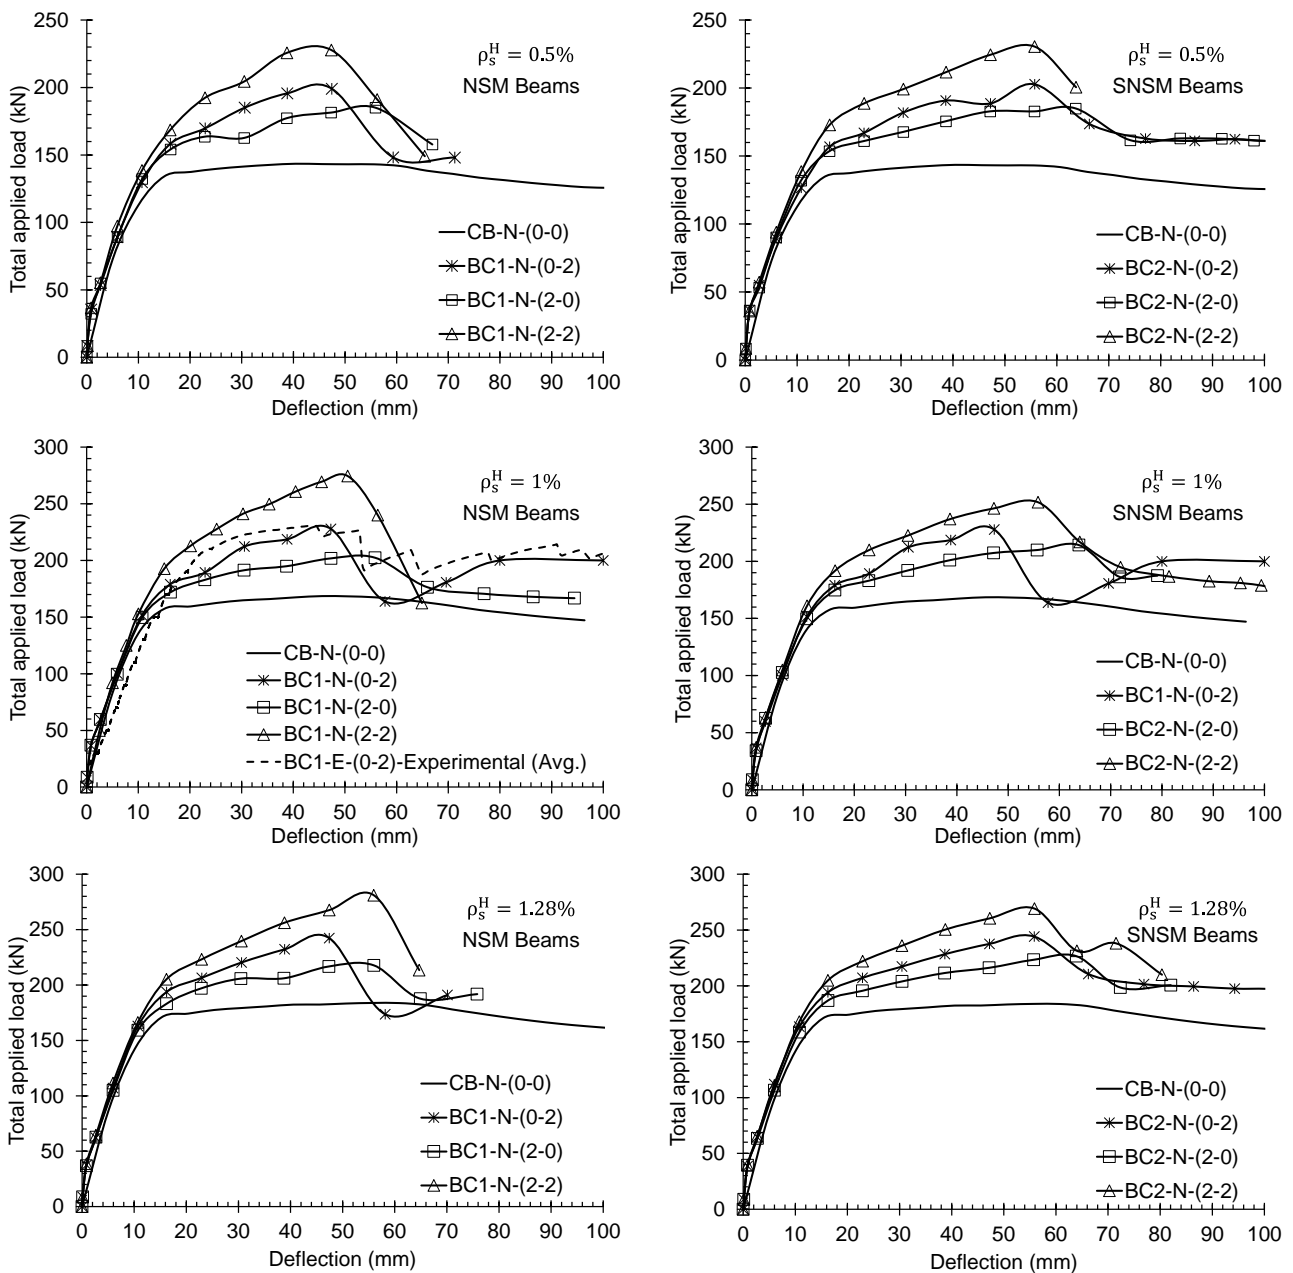 250
200
150
100
50
0
Total applied load (kN)
0 10 20 30 40 50 60 70 80 90 100
Deflection (mm)
ρ_s^H = 0.5%
NSM Beams
CB-N-(0-0)
BC1-N-(0-2)
BC1-N-(2-0)
BC1-N-(2-2)
250
200
150
100
50
0
Total applied load (kN)
0 10 20 30 40 50 60 70 80 90 100
Deflection (mm)
ρ_s^H = 0.5%
SNSM Beams
CB-N-(0-0)
BC2-N-(0-2)
BC2-N-(2-0)
BC2-N-(2-2)
300
250
200
150
100
50
0
Total applied load (kN)
0 10 20 30 40 50 60 70 80 90 100
Deflection (mm)
ρ_s^H = 1%
NSM Beams
CB-N-(0-0)
BC1-N-(0-2)
BC1-N-(2-0)
BC1-N-(2-2)
BC1-E-(0-2)-Experimental (Avg.)
300
250
200
150
100
50
0
Total applied load (kN)
0 10 20 30 40 50 60 70 80 90 100
Deflection (mm)
ρ_s^H = 1%
SNSM Beams
CB-N-(0-0)
BC1-N-(0-2)
BC2-N-(2-0)
BC2-N-(2-2)
300
250
200
150
100
50
0
Total applied load (kN)
0 10 20 30 40 50 60 70 80 90 100
Deflection (mm)
ρ_s^H = 1.28%
NSM Beams
CB-N-(0-0)
BC1-N-(0-2)
BC1-N-(2-0)
BC1-N-(2-2)
300
250
200
150
100
50
0
Total applied load (kN)
0 10 20 30 40 50 60 70 80 90 100
Deflection (mm)
ρ_s^H = 1.28%
SNSM Beams
CB-N-(0-0)
BC2-N-(0-2)
BC2-N-(2-0)
BC2-N-(2-2)